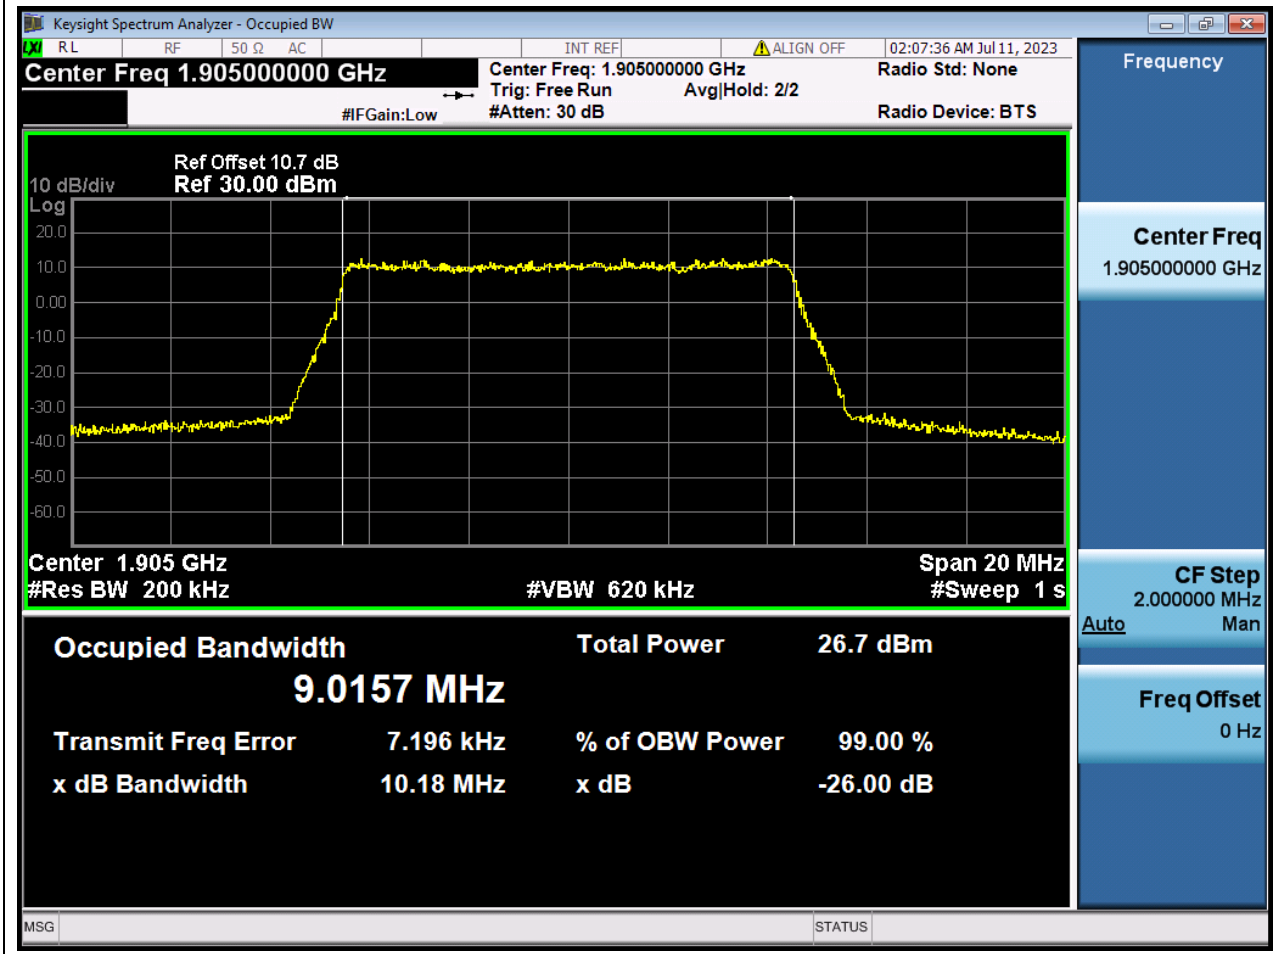 Keysight Spectrum Analyzer - Occupied BW
LXI RL RF 50 Ω AC INT REF ALIGN OFF 02:07:36 AM Jul 11, 2023
Center Freq 1.905000000 GHz
Center Freq: 1.905000000 GHz
Radio Std: None
Trig: Free Run Avg|Hold: 2/2
#IFGain:Low
#Atten: 30 dB
Radio Device: BTS
Ref Offset 10.7 dB
10 dB/div Ref 30.00 dBm
Log
20.0
10.0
0.00
-10.0
-20.0
-30.0
-40.0
-50.0
-60.0
Center 1.905 GHz Span 20 MHz
#Res BW 200 kHz #VBW 620 kHz #Sweep 1 s
Occupied Bandwidth Total Power 26.7 dBm
9.0157 MHz
Transmit Freq Error 7.196 kHz % of OBW Power 99.00 %
x dB Bandwidth 10.18 MHz x dB -26.00 dB
MSG STATUS
Frequency
Center Freq
1.905000000 GHz
CF Step
2.000000 MHz
Auto Man
Freq Offset
0 Hz